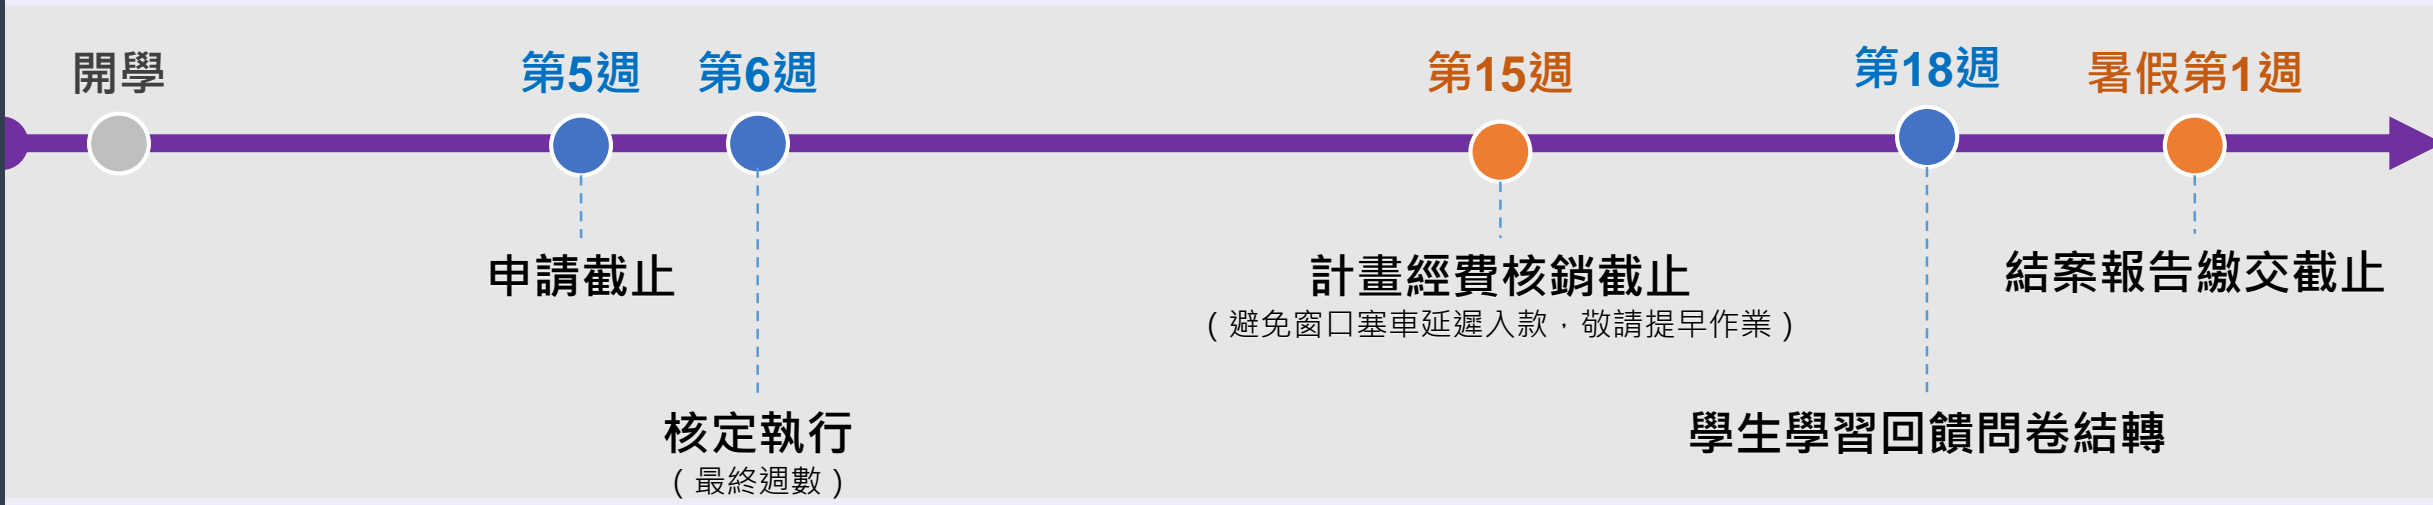 開學
第5週
第6週
第15週
第18週
暑假第1週
申請截止
計畫經費核銷截止
（避免窗口塞車延遲入款，敬請提早作業）
結案報告繳交截止
核定執行
（最終週數）
學生學習回饋問卷結轉